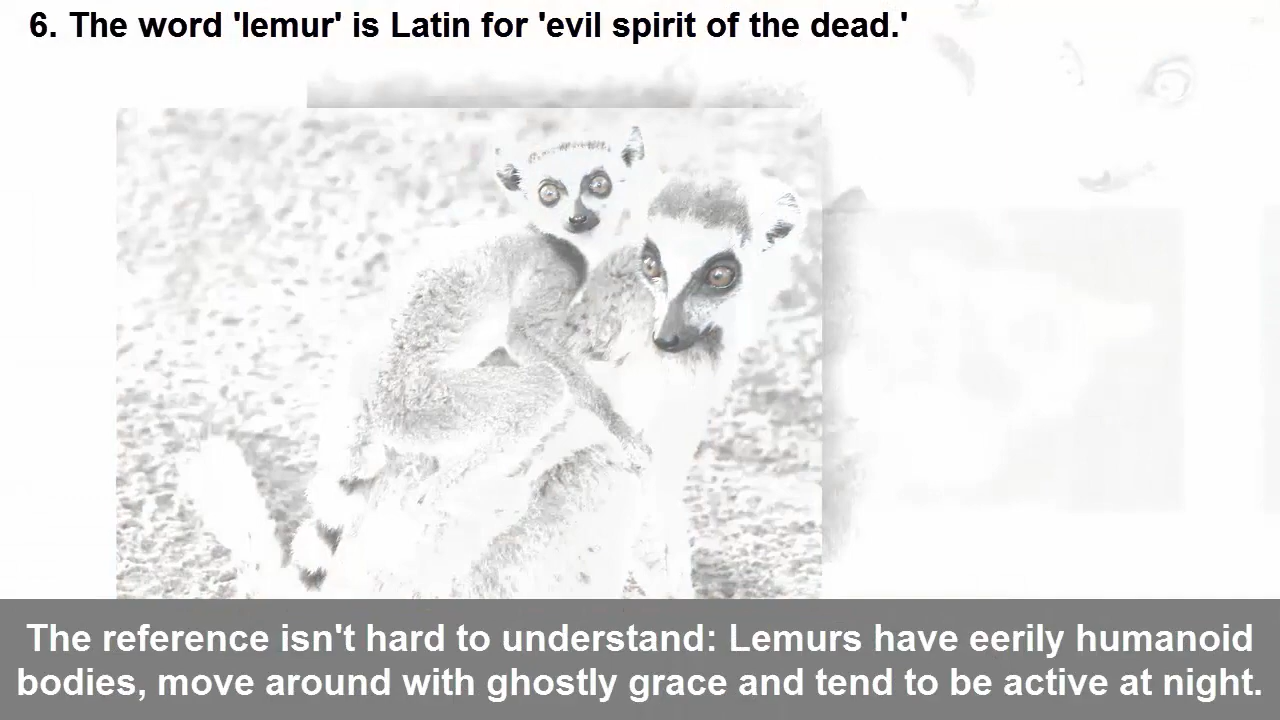 6. The word 'lemur' is Latin for 'evil spirit of the dead.'
The reference isn't hard to understand: Lemurs have eerily humanoid
bodies, move around with ghostly grace and tend to be active at night.